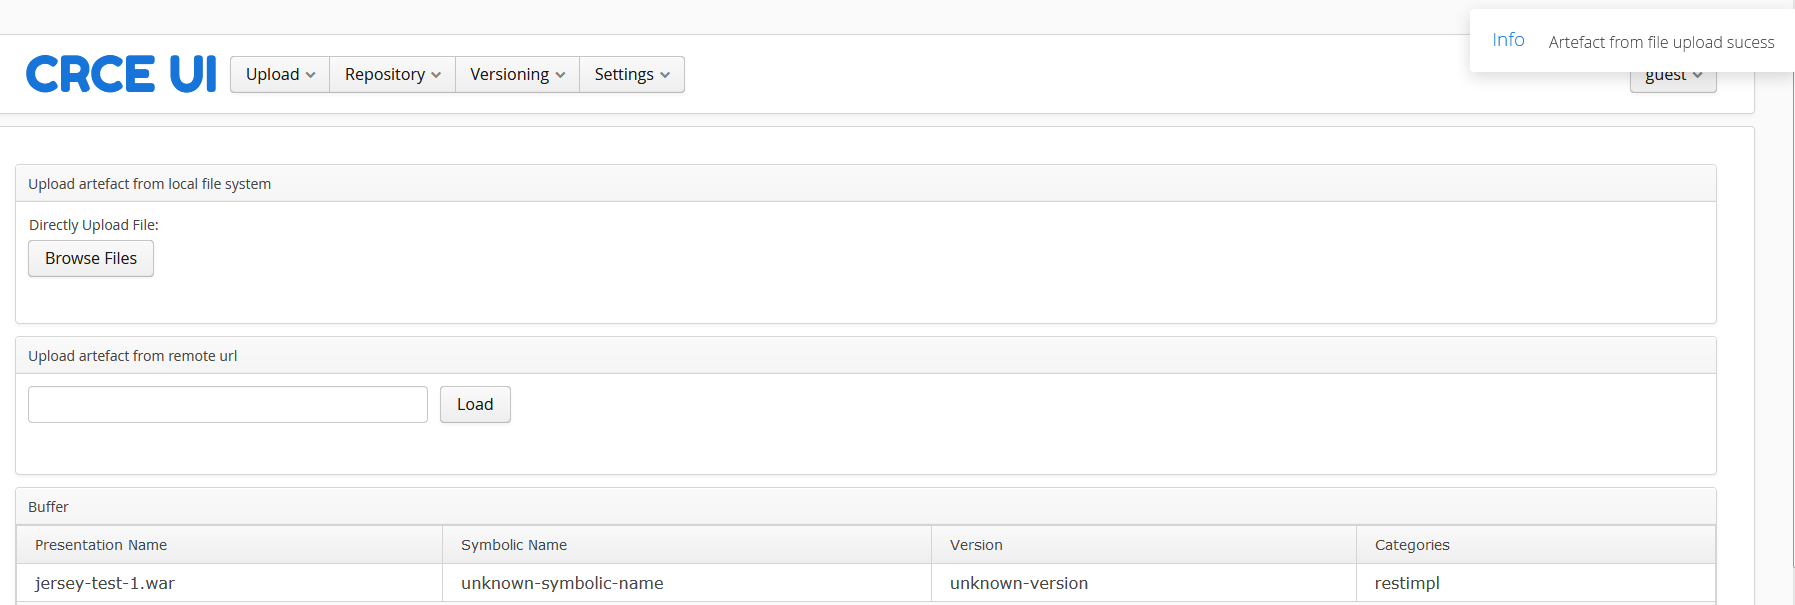 Info Artefact from file upload sucess
CRCE UI Upload Repository Versioning Settings guest
Upload artefact from local file system
Directly Upload File:
Browse Files
Upload artefact from remote url
Load
Buffer
Presentation Name Symbolic Name Version Categories
jersey-test-1.war unknown-symbolic-name unknown-version restimpl